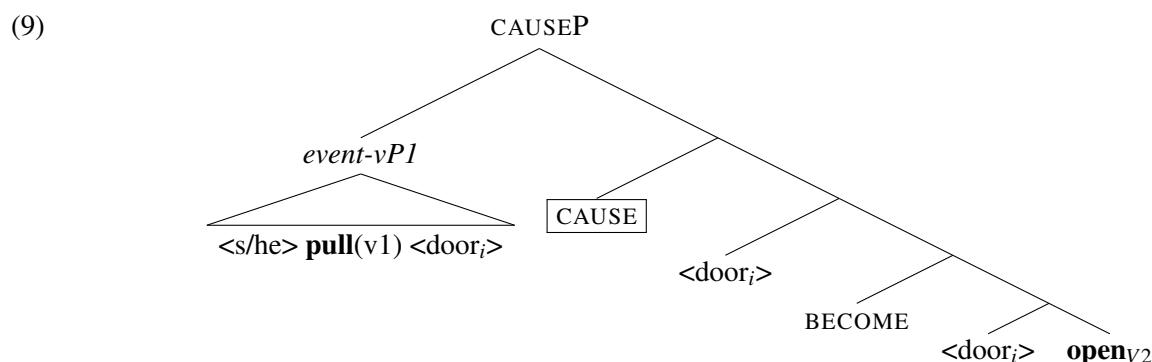 (9)
CAUSEP
event-vP1
CAUSE
<s/he> pull(v1) <door_i>
<door_i>
BECOME
<door_i> open_V2